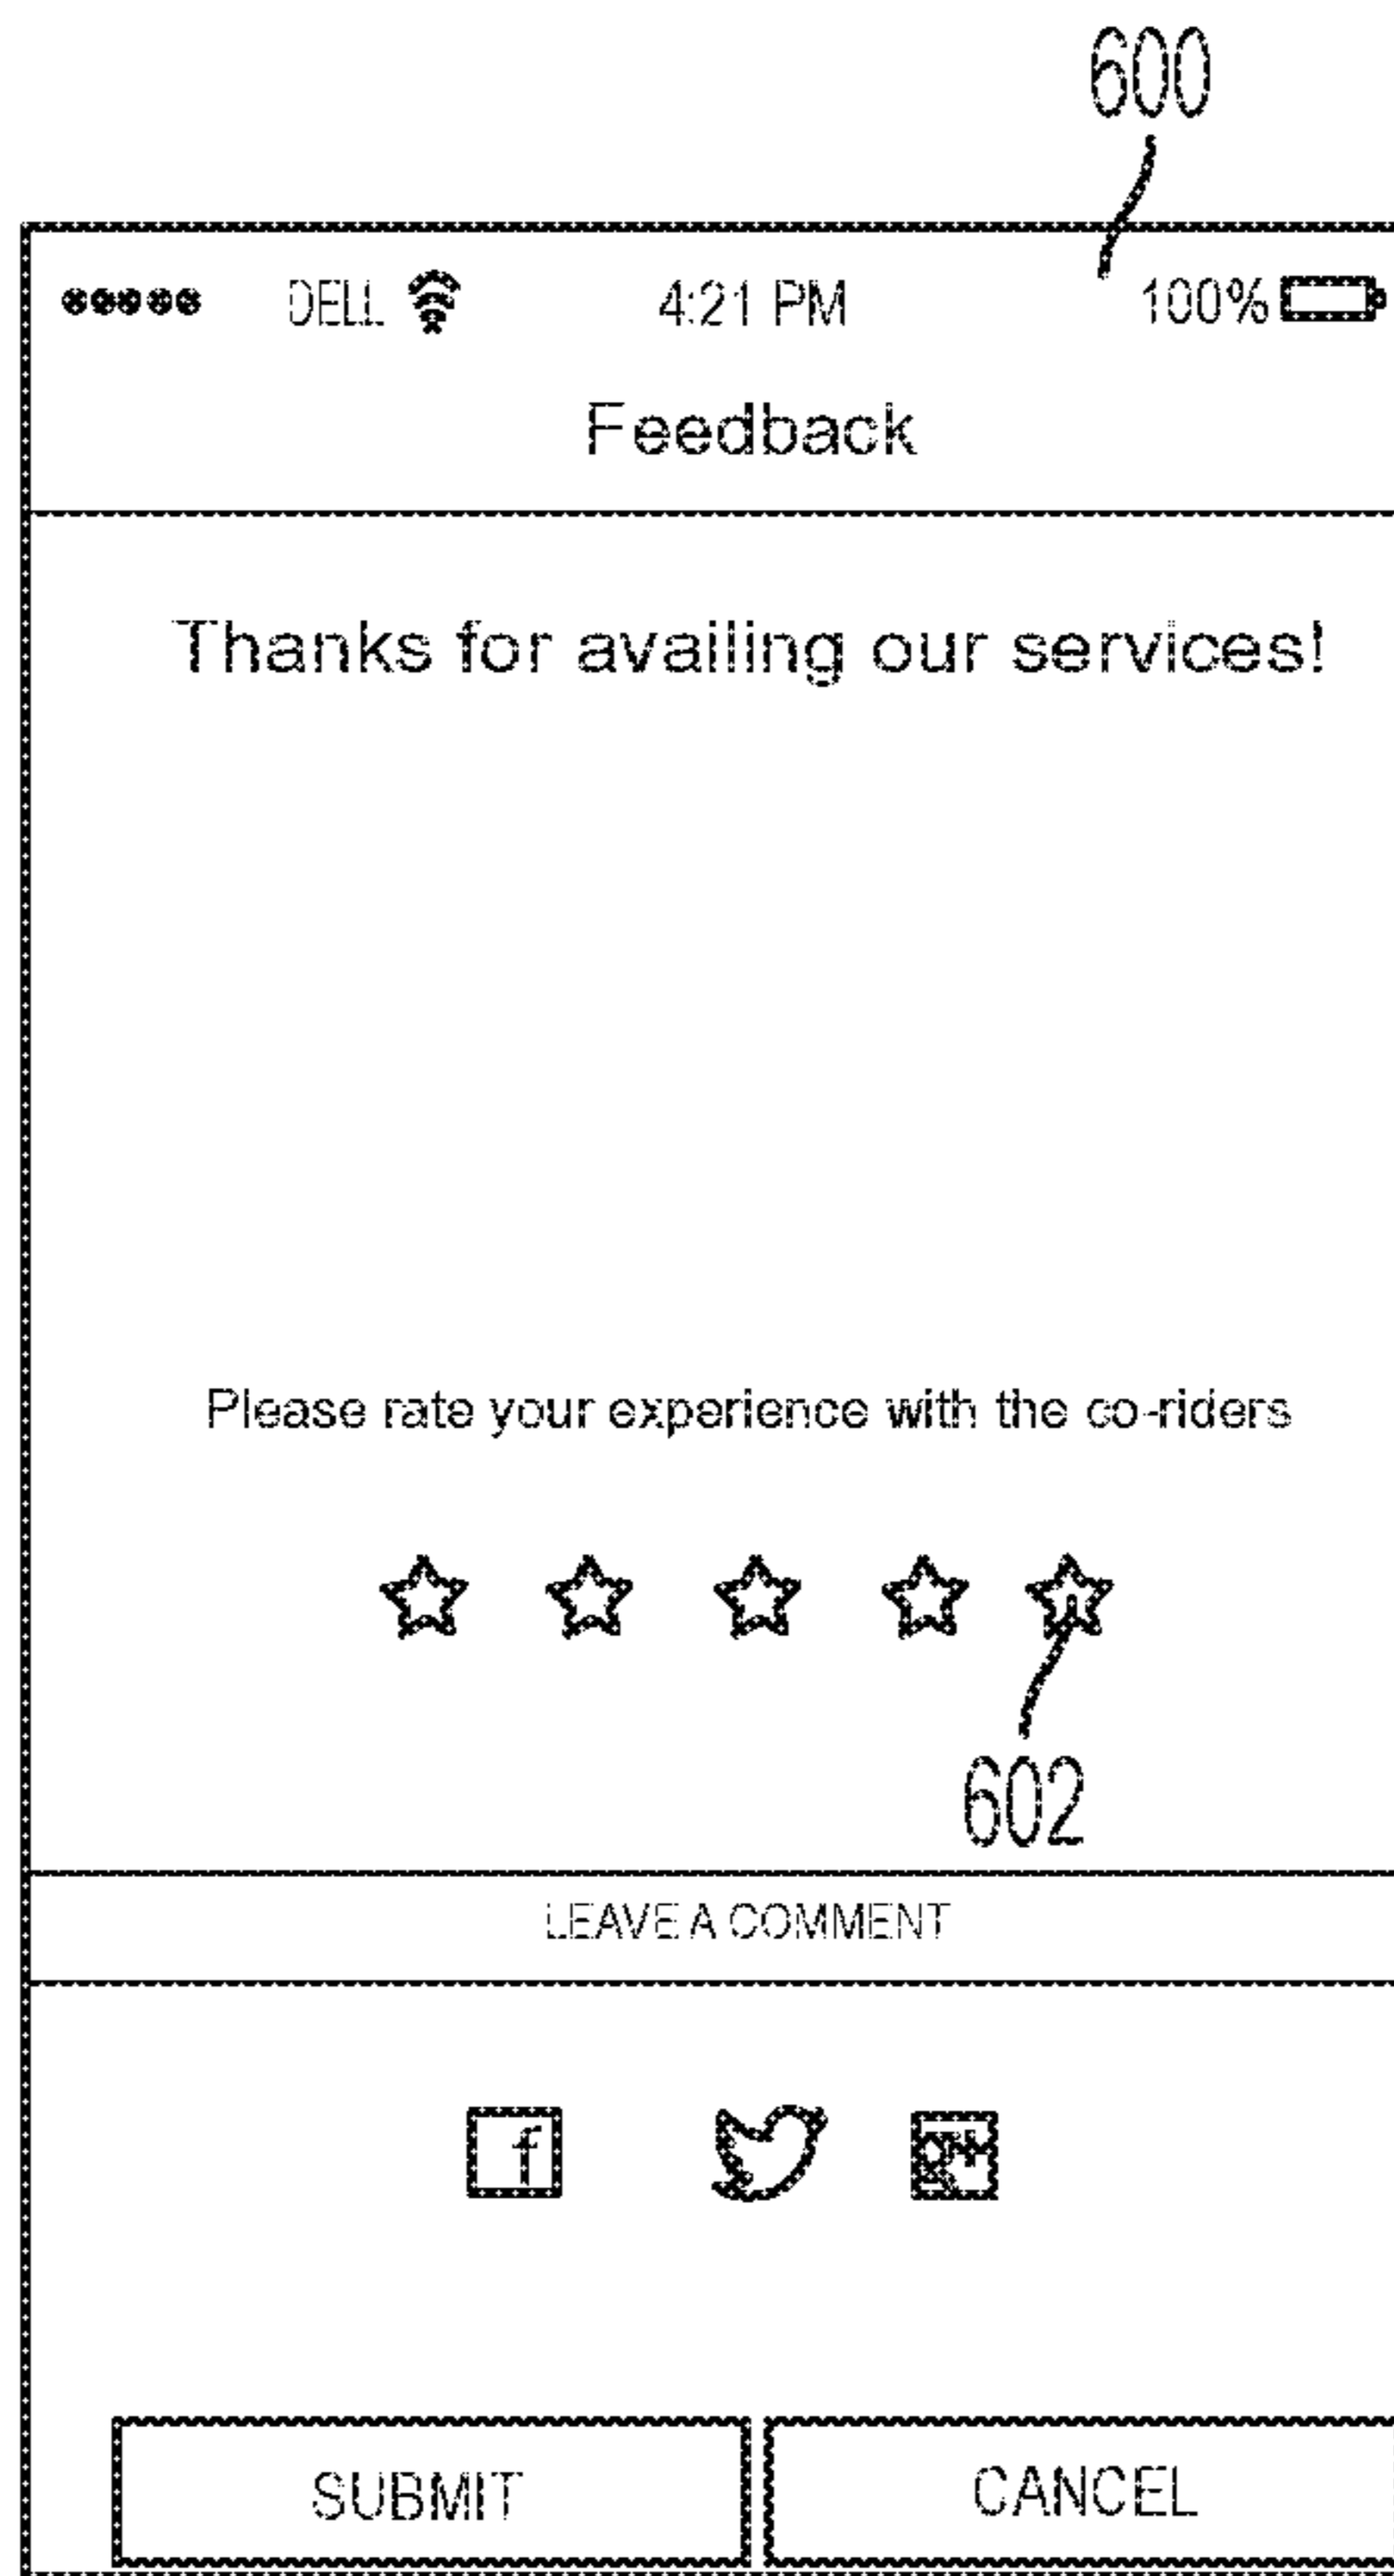 600
DELL 4:21 PM 100%
Feedback
Thanks for availing our services!
Please rate your experience with the co-riders
602
LEAVE A COMMENT
f g+
SUBMIT CANCEL